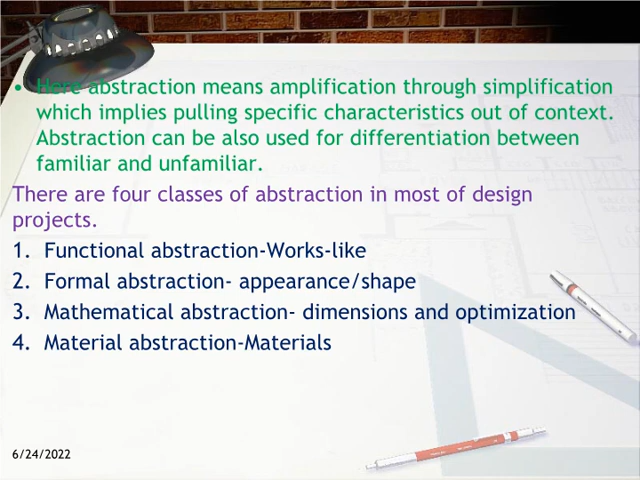 • Here abstraction means amplification through simplification
which implies pulling specific characteristics out of context.
Abstraction can be also used for differentiation between
familiar and unfamiliar.
There are four classes of abstraction in most of design
projects.
1. Functional abstraction-Works-like
2. Formal abstraction- appearance/shape
3. Mathematical abstraction- dimensions and optimization
4. Material abstraction-Materials
6/24/2022